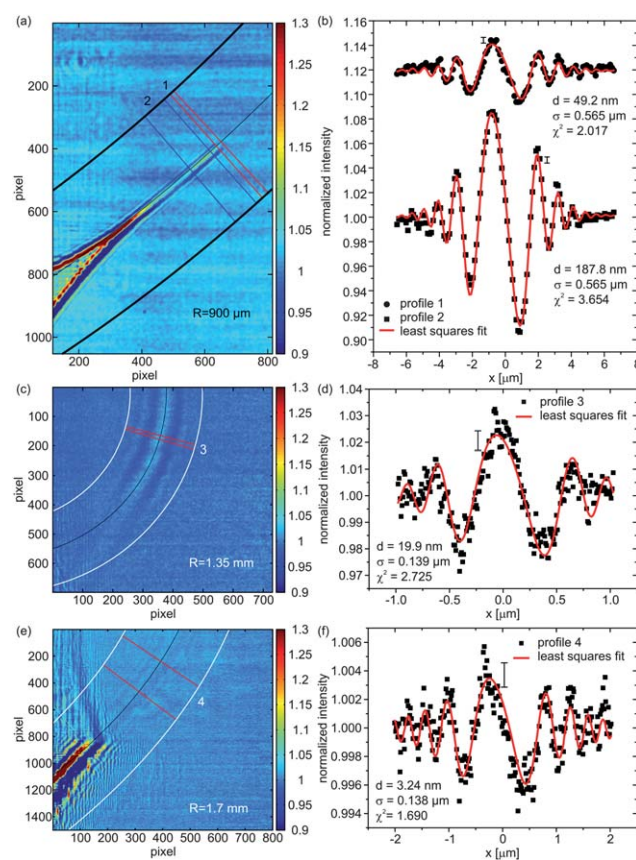 (a)
1.3
1.25
1.2
1.15
1.1
1.05
1
0.95
0.9
normalized intensity
200
400
600
800
1000
pixel
1
2
R=900 µm
200
400
600
800
pixel
(b)
1.16
1.14
1.12
1.10
1.08
1.06
1.04
1.02
1.00
0.98
0.96
0.94
0.92
0.90
normalized intensity
d = 49.2 nm
σ = 0.565 µm
χ² = 2.017
d = 187.8 nm
σ = 0.565 µm
χ² = 3.654
profile 1
profile 2
least squares fit
-8
-6
-4
-2
0
2
4
6
8
x [µm]
(c)
0
100
200
300
400
500
600
pixel
3
R=1.35 mm
100 200 300 400 500 600 700
pixel
1.3
1.25
1.2
1.15
1.1
1.05
1
0.95
0.9
normalized intensity
(d)
1.04
1.03
1.02
1.01
1.00
0.99
0.98
0.97
profile 3
least squares fit
d = 19.9 nm
σ = 0.139 µm
χ² = 2.725
-1.0
-0.5
0.0
0.5
1.0
x [µm]
(e)
0
200
400
600
800
1000
1200
1400
pixel
4
R=1.7 mm
100 200 300 400 500 600 700 800
pixel
1.3
1.25
1.2
1.15
1.1
1.05
1
0.95
0.9
normalized intensity
(f)
1.006
1.004
1.002
1.000
0.998
0.996
0.994
profile 4
least squares fit
d = 3.24 nm
σ = 0.138 µm
χ² = 1.690
-2
-1
0
1
2
x [µm]